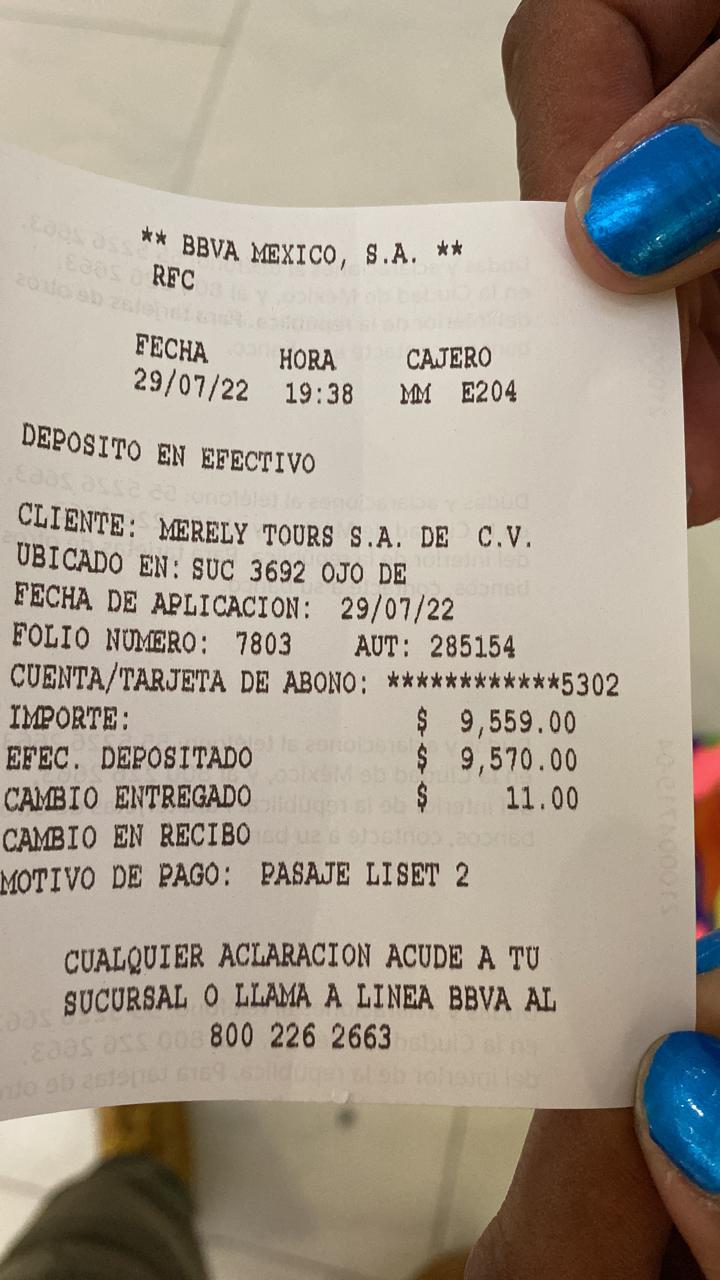 ** BBVA MEXICO, S.A. **
RFC
FECHA HORA CAJERO
29/07/22 19:38 MM E204
DEPOSITO EN EFECTIVO
CLIENTE: MERELY TOURS S.A. DE C.V.
UBICADO EN: SUC 3692 OJO DE
FECHA DE APLICACION: 29/07/22
FOLIO NUMERO: 7803 AUT: 285154
CUENTA/TARJETA DE ABONO: ************5302
IMPORTE: $ 9,559.00
EFEC. DEPOSITADO $ 9,570.00
CAMBIO ENTREGADO $ 11.00
CAMBIO EN RECIBO
MOTIVO DE PAGO: PASAJE LISET 2
CUALQUIER ACLARACION ACUDE A TU
SUCURSAL O LLAMA A LINEA BBVA AL
800 226 2663